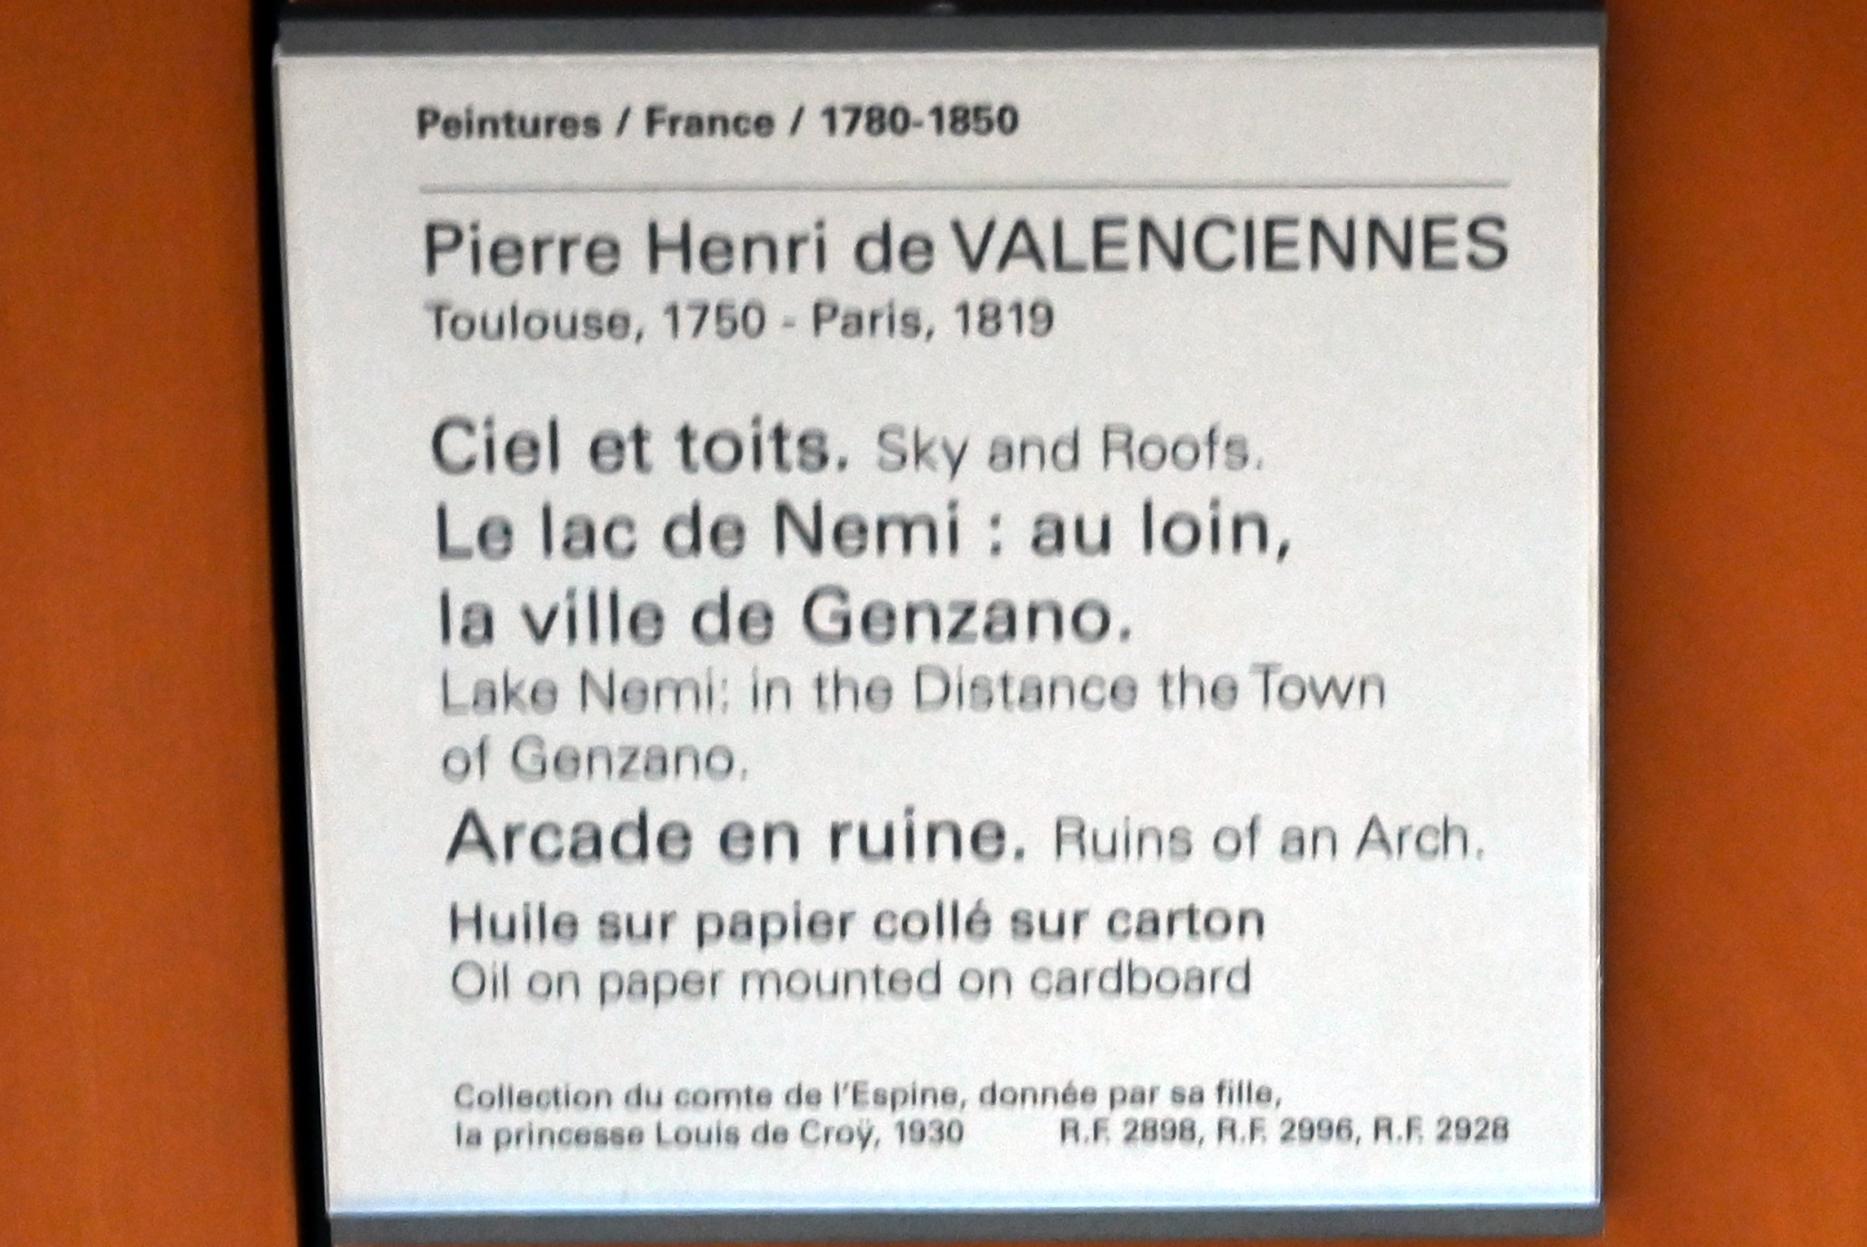 Peintures / France / 1780-1850
Pierre Henri de VALENCIENNES
Toulouse, 1750 - Paris, 1819
Ciel et toits. Sky and Roofs.
Le lac de Nemi : au loin,
la ville de Genzano.
Lake Nemi: in the Distance the Town
of Genzano.
Arcade en ruine. Ruins of an Arch.
Huile sur papier collé sur carton
Oil on paper mounted on cardboard
Collection du comte de l'Espine, donnée par sa fille,
la princesse Louis de Croÿ, 1930 R.F. 2898, R.F. 2996, R.F. 2928